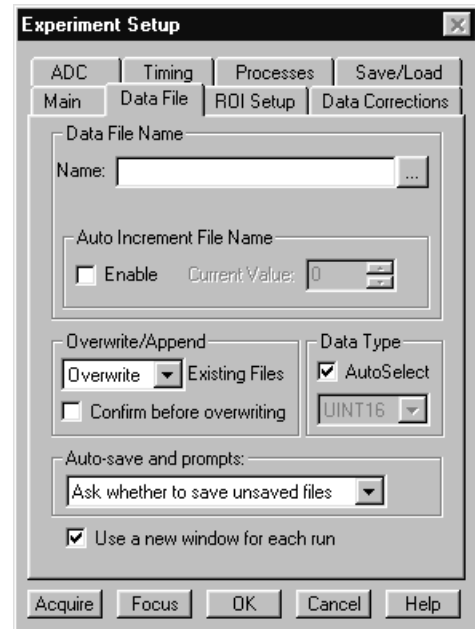 Experiment Setup
ADC Timing Processes Save/Load
Main Data File ROI Setup Data Corrections
Data File Name
Name: ...
Auto Increment File Name
Enable Current Value: 0
Overwrite/Append
Overwrite Existing Files
Confirm before overwriting
Data Type
AutoSelect
UINT16
Auto-save and prompts:
Ask whether to save unsaved files
Use a new window for each run
Acquire Focus OK Cancel Help